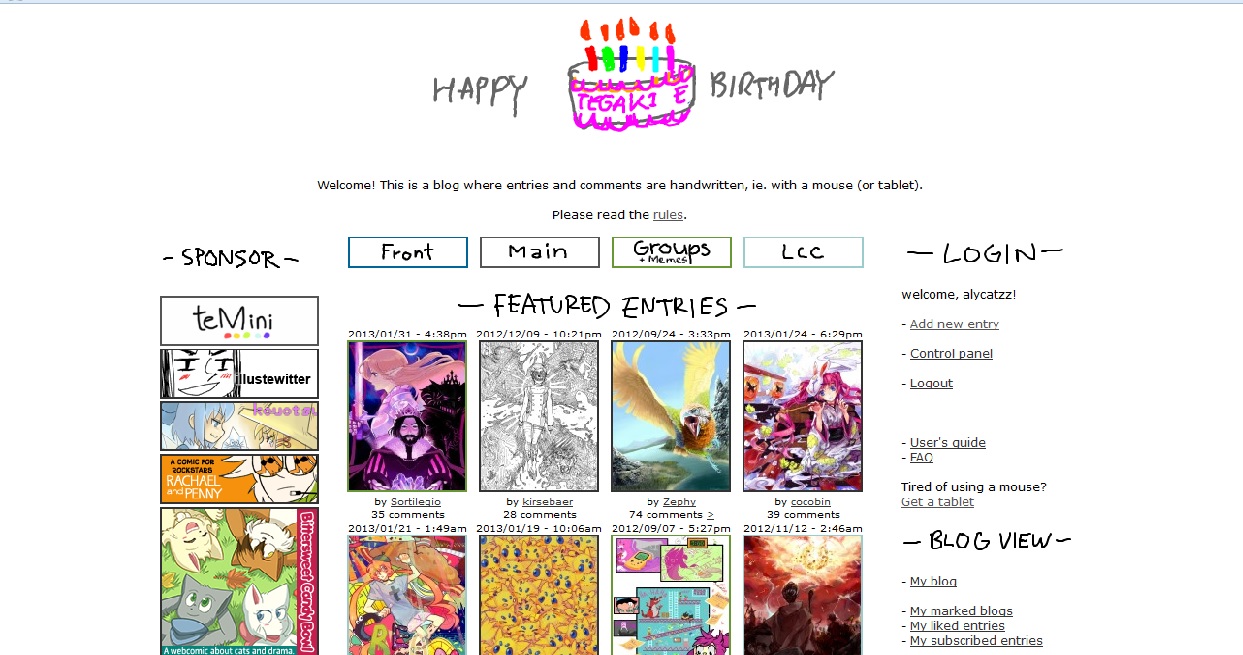 HAPPY BIRTHDAY
TEGAKI E
Welcome! This is a blog where entries and comments are handwritten, ie. with a mouse (or tablet).
Please read the rules.
- SPONSOR -
teMini
illustewitter
A COMIC FOR
ROCKSTARS
RACHAEL
and PENNY
Bittersweet Candy Bowl
A webcomic about cats and drama.
Front
Main
Groups
+ Memes
Lcc
- FEATURED ENTRIES -
2013/01/31 - 4:38pm
2012/12/09 - 10:21pm
2012/09/24 - 3:33pm
2013/01/24 - 6:29pm
by Sortilegio
35 comments
by kirsebaer
28 comments
by Zephy
74 comments >
by cocobin
39 comments
2013/01/21 - 1:49am
2013/01/19 - 10:06am
2012/09/07 - 5:27pm
2012/11/12 - 2:46am
- LOGIN -
welcome, alycatzz!
- Add new entry
- Control panel
- Logout
- User's guide
- FAQ
Tired of using a mouse?
Get a tablet
- BLOG VIEW -
- My blog
- My marked blogs
- My liked entries
- My subscribed entries